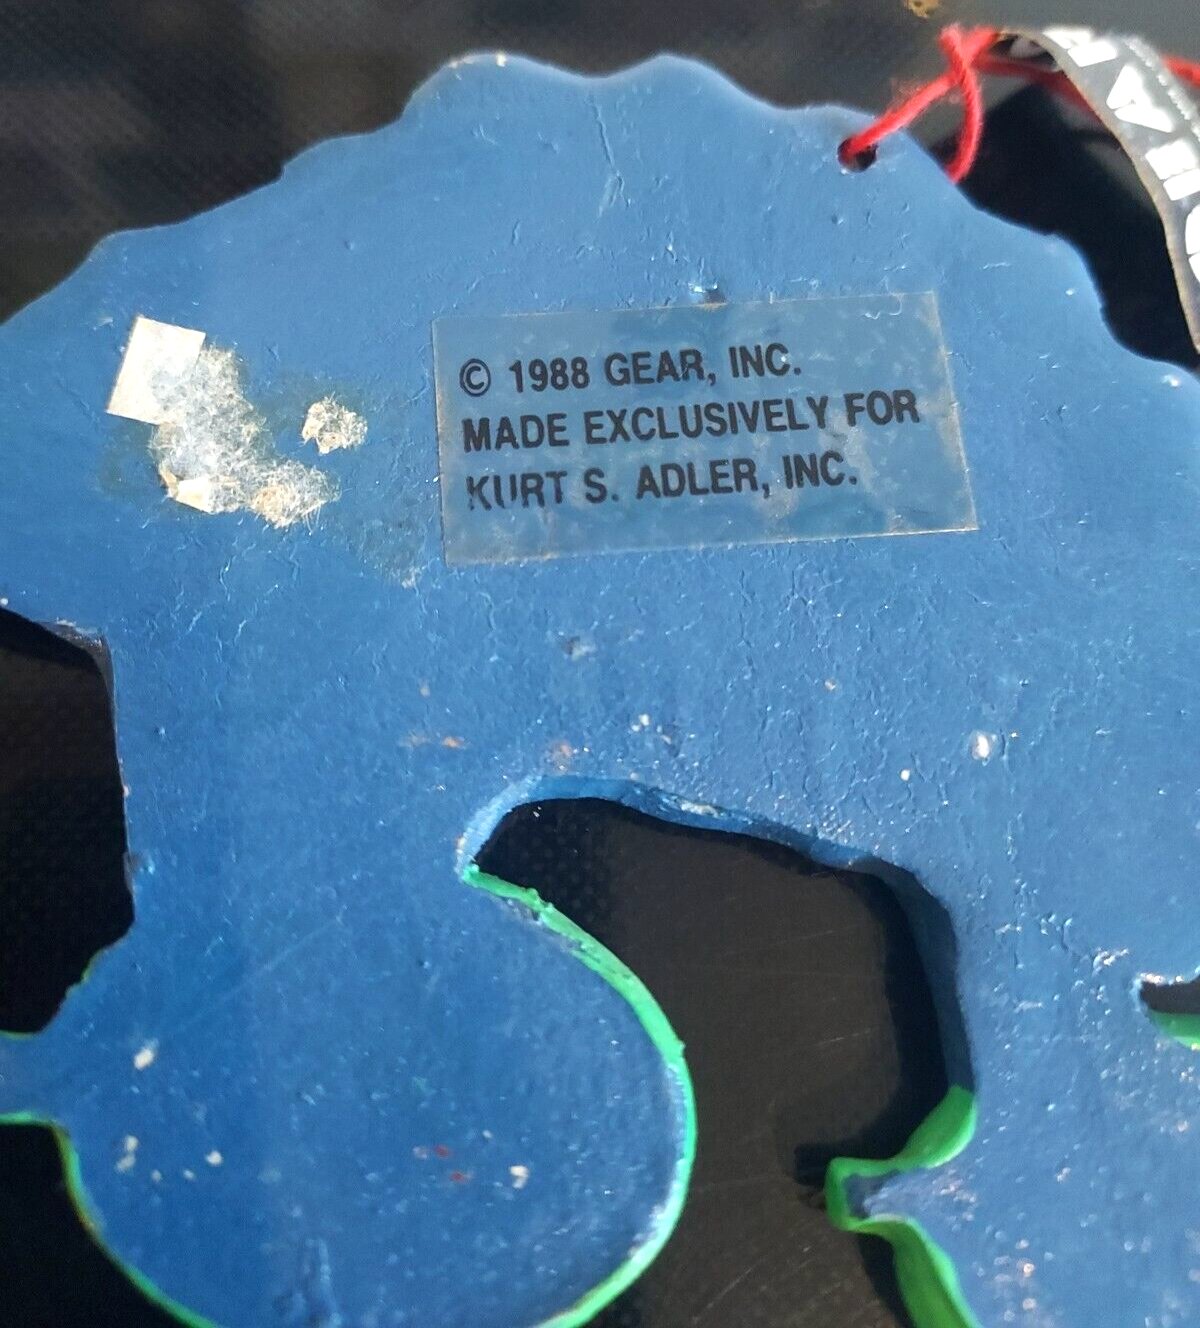 © 1988 GEAR, INC.
MADE EXCLUSIVELY FOR
KURT S. ADLER, INC.